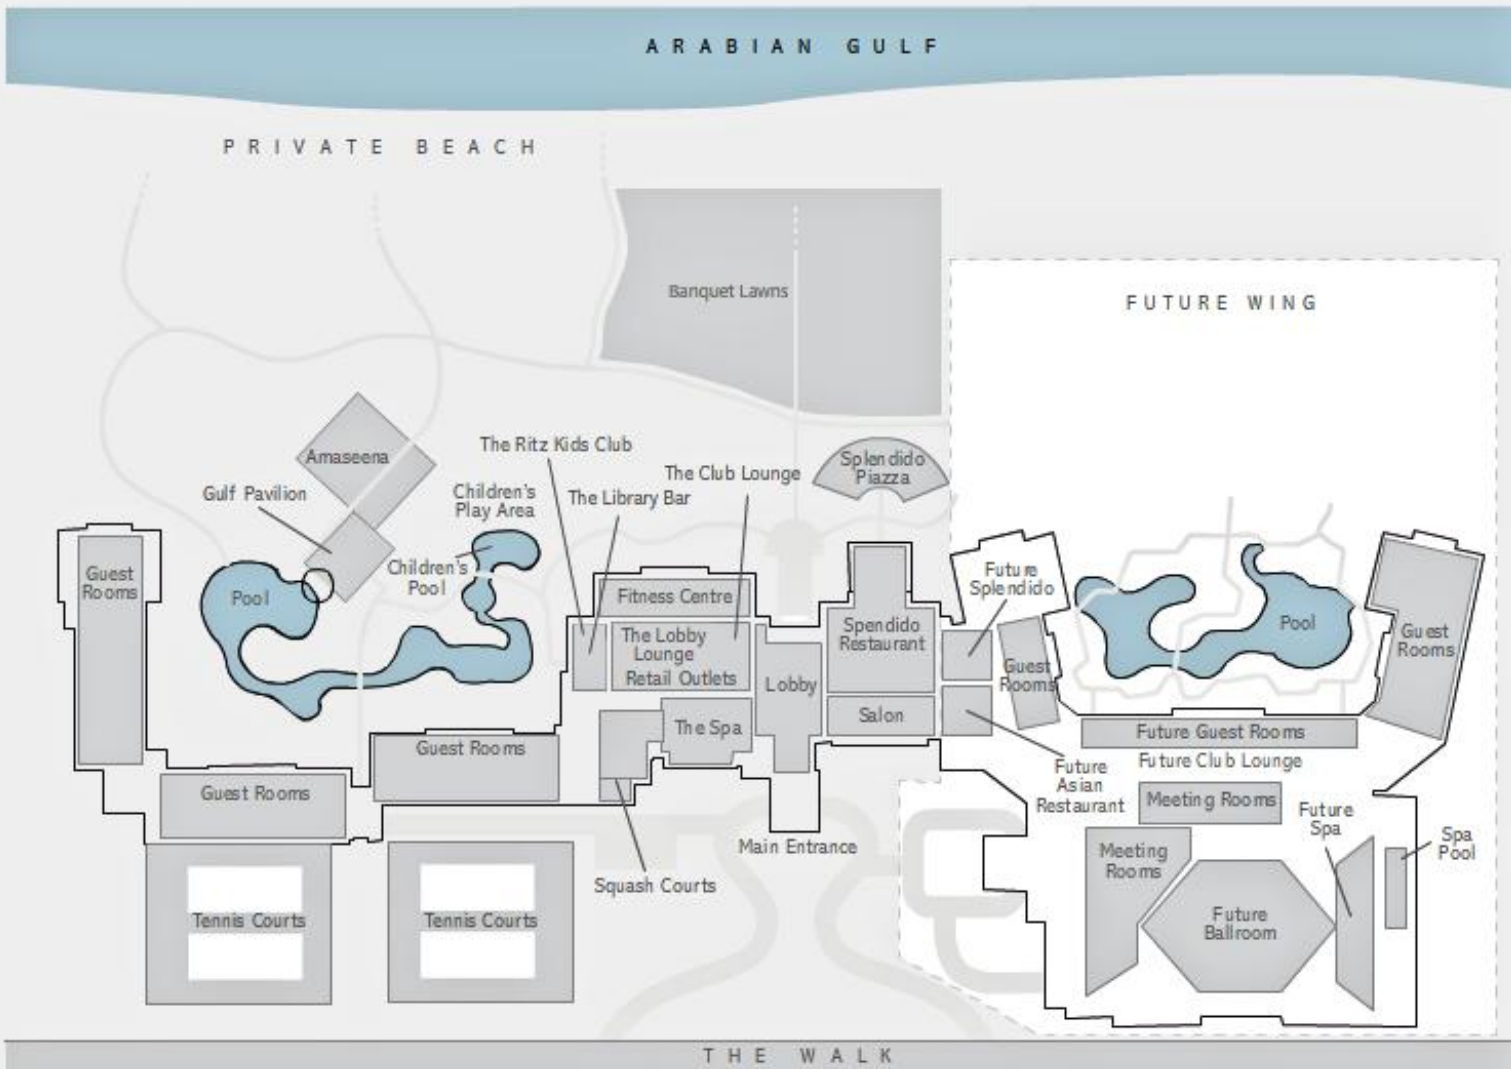 ARABIAN GULF
PRIVATE BEACH
Banquet Lawns
FUTURE WING
Amaseena
The Ritz Kids Club
Splendido
Piazza
The Club Lounge
Gulf Pavilion
Children's
Play Area
The Library Bar
Children's
Pool
Guest
Rooms
Pool
Fitness Centre
Future
Splendido
The Lobby
Lounge
Retail Outlets
Spendido
Restaurant
Pool
Guest
Rooms
Guest
Rooms
Lobby
Salon
The Spa
Guest Rooms
Future Guest Rooms
Future Club Lounge
Future
Asian
Restaurant
Guest Rooms
Meeting Rooms
Future
Spa
Spa
Pool
Main Entrance
Meeting
Rooms
Squash Courts
Tennis Courts
Tennis Courts
Future
Ballroom
THE WALK